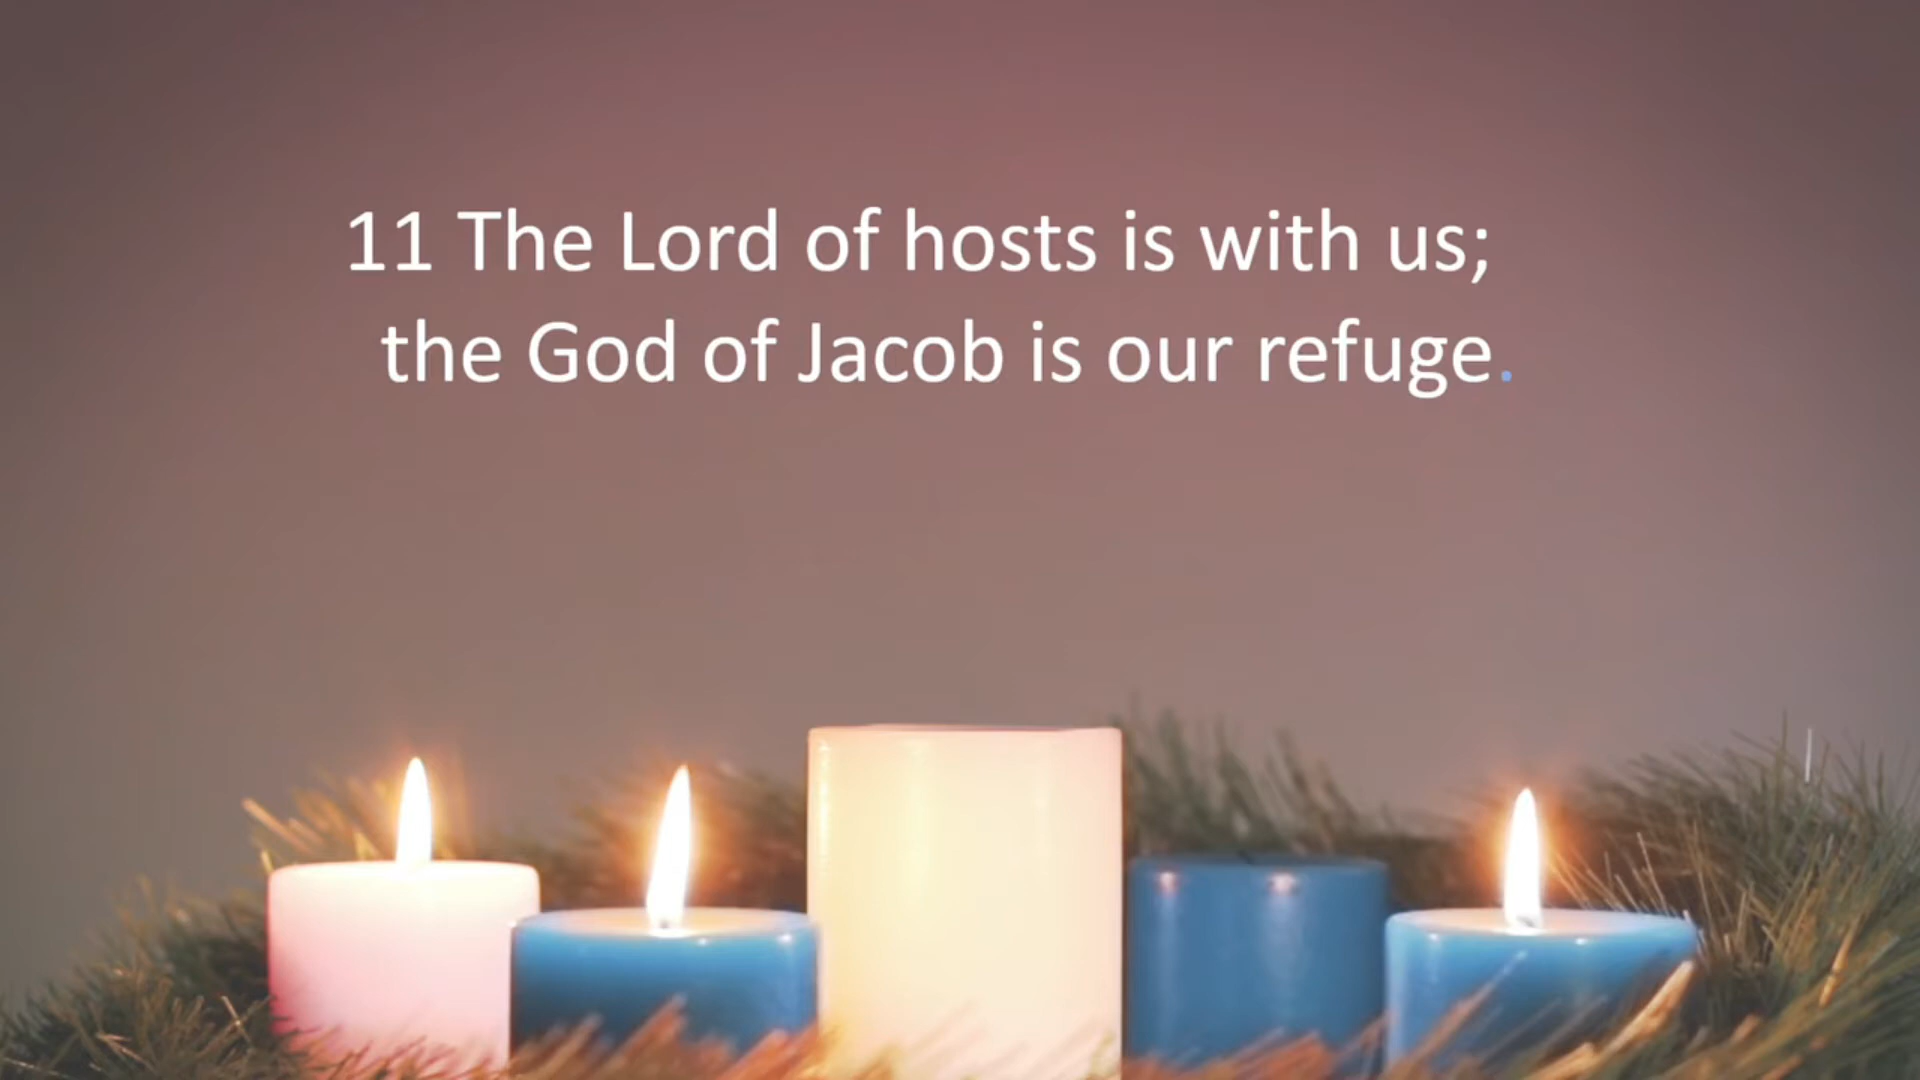 11 The Lord of hosts is with us;
the God of Jacob is our refuge.